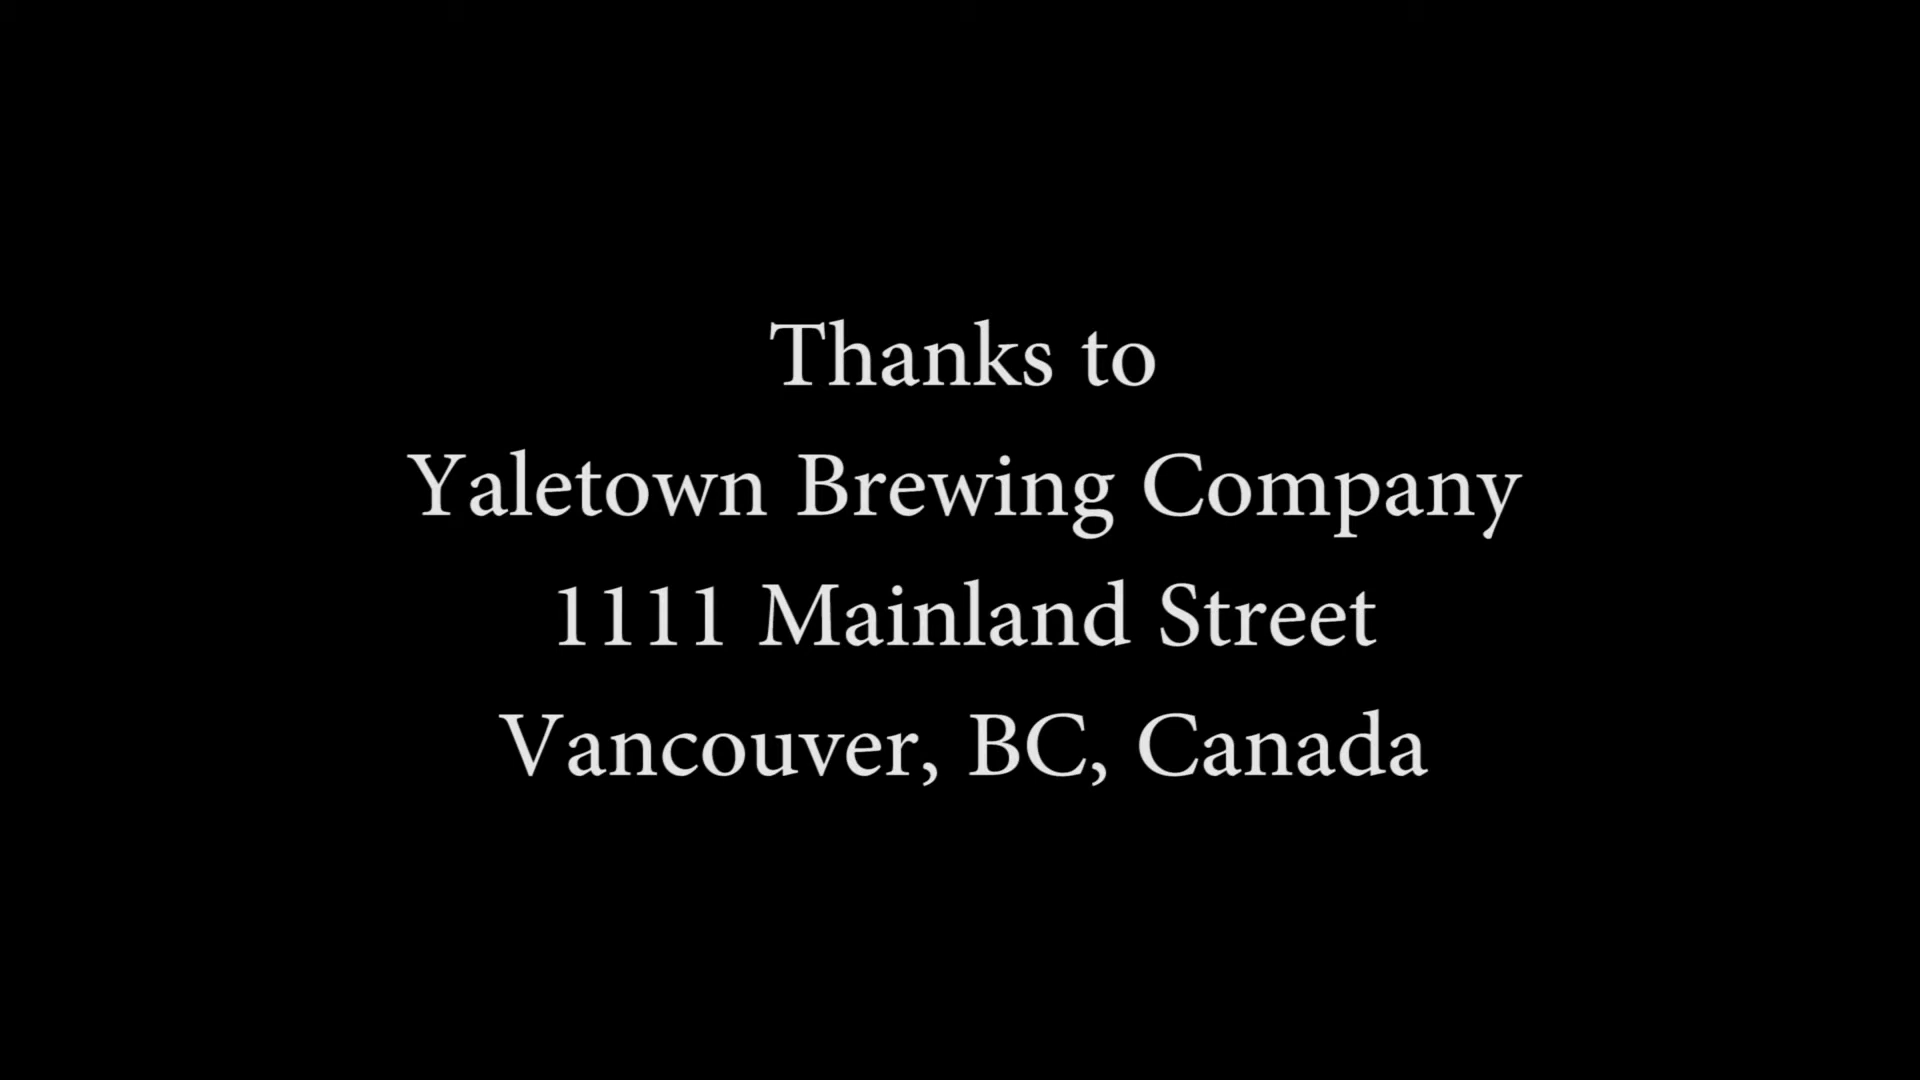 Thanks to
Yaletown Brewing Company
1111 Mainland Street
Vancouver, BC, Canada